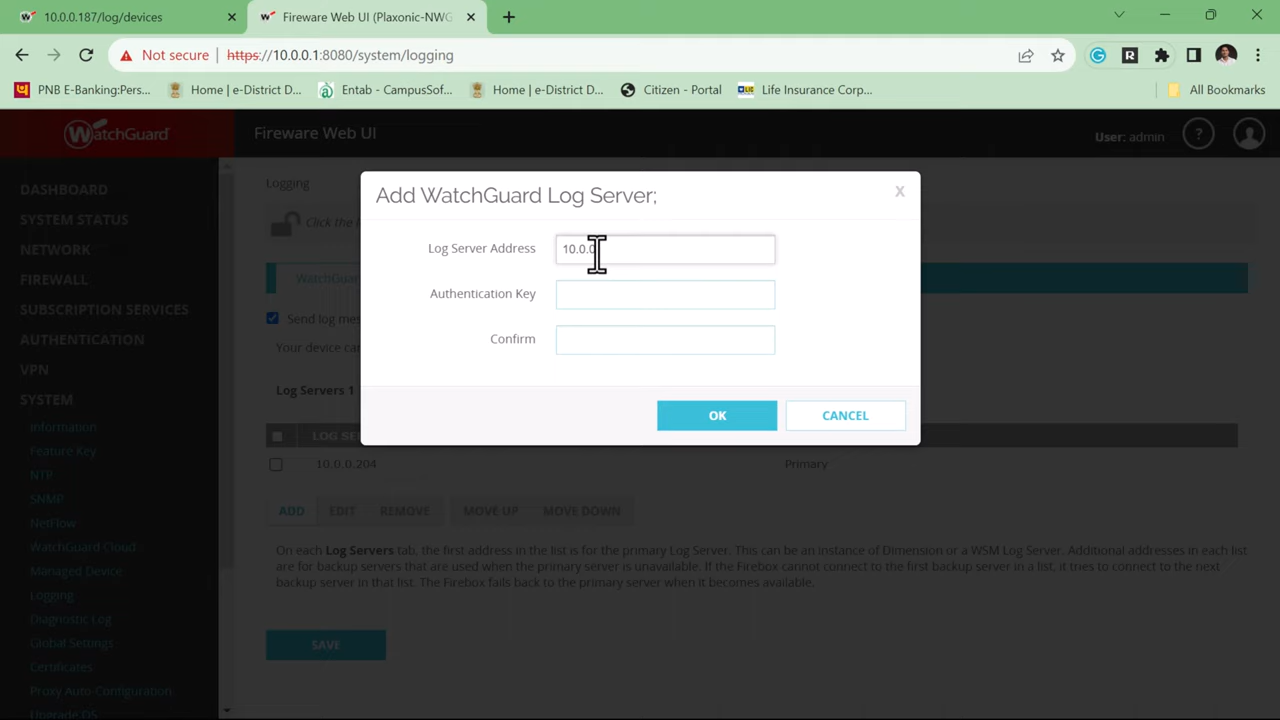 10.0.0.187/log/devices
Fireware Web UI (Plaxonic-NWG
Not secure https://10.0.0.1:8080/system/logging
PNB E-Banking:Pers...
Home | e-District D...
Entab - CampusSof...
Home | e-District D...
Citizen - Portal
LIC Life Insurance Corp...
All Bookmarks
WatchGuard
Fireware Web UI
User: admin
?
DASHBOARD
SYSTEM STATUS
NETWORK
FIREWALL
SUBSCRIPTION SERVICES
AUTHENTICATION
VPN
SYSTEM
Information
Feature Key
NTP
SNMP
NetFlow
WatchGuard Cloud
Managed Device
Logging
Diagnostic Log
Global Settings
Certificates
Proxy Auto-Configuration
Upgrade OS
Logging
Click the l
WatchGuar
Send log mes
Your device can
Log Servers 1
LOG SE
10.0.0.204 Primary
ADD EDIT REMOVE MOVE UP MOVE DOWN
On each Log Servers tab, the first address in the list is for the primary Log Server. This can be an instance of Dimension or a WSM Log Server. Additional addresses in each list
are for backup servers that are used when the primary server is unavailable. If the Firebox cannot connect to the first backup server in a list, it tries to connect to the next
backup server in that list. The Firebox fails back to the primary server when it becomes available.
SAVE
Add WatchGuard Log Server;
X
Log Server Address 10.0.0
Authentication Key
Confirm
OK CANCEL